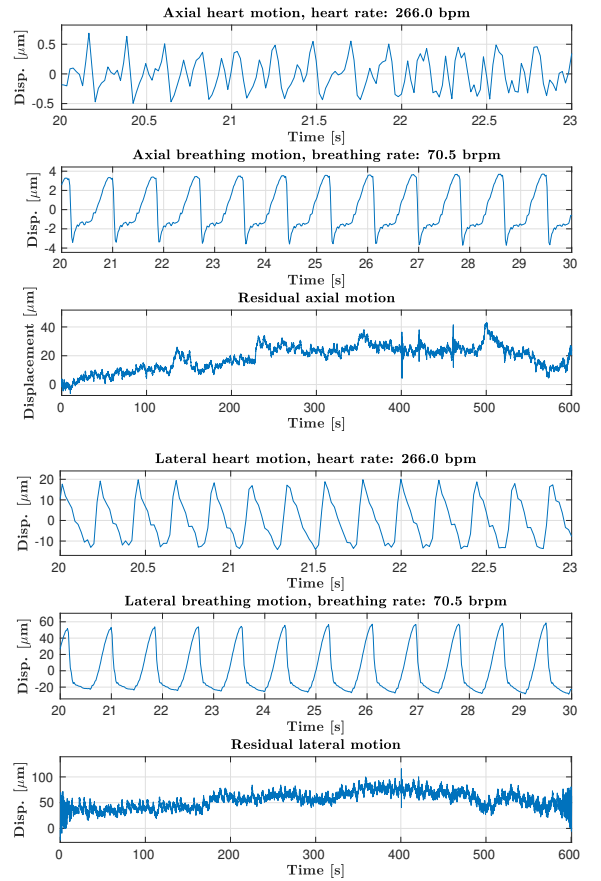 Axial heart motion, heart rate: 266.0 bpm
Disp. [μm]
0.5
0
-0.5
20 20.5 21 21.5 22 22.5 23
Time [s]
Axial breathing motion, breathing rate: 70.5 brpm
Disp. [μm]
4
2
0
-2
-4
20 21 22 23 24 25 26 27 28 29 30
Time [s]
Residual axial motion
Displacement [μm]
40
20
0
0 100 200 300 400 500 600
Time [s]
Lateral heart motion, heart rate: 266.0 bpm
Disp. [μm]
20
10
0
-10
20 20.5 21 21.5 22 22.5 23
Time [s]
Lateral breathing motion, breathing rate: 70.5 brpm
Disp. [μm]
60
40
20
0
-20
20 21 22 23 24 25 26 27 28 29 30
Time [s]
Residual lateral motion
Disp. [μm]
100
50
0
0 100 200 300 400 500 600
Time [s]